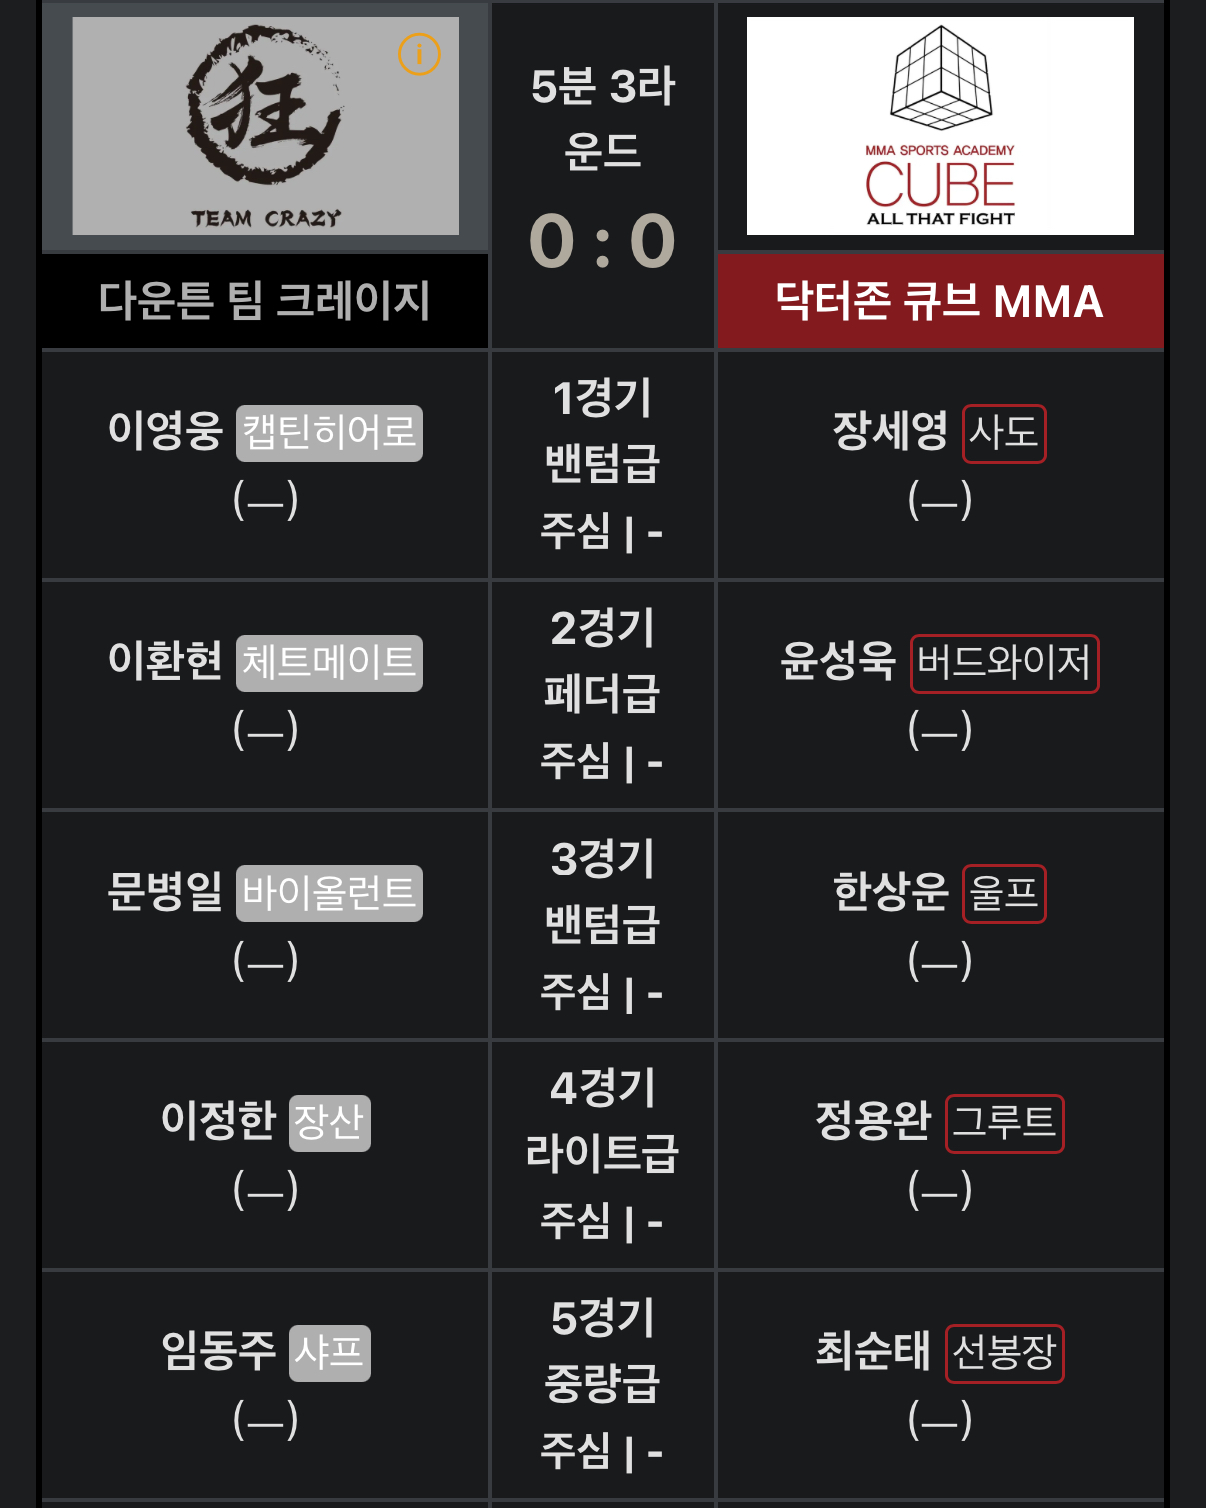 狂
TEAM CRAZY
i
5분 3라
운드
0 : 0
MMA SPORTS ACADEMY
CUBE
ALL THAT FIGHT
다운튼 팀 크레이지
닥터존 큐브 MMA
이영웅 캡틴히어로
(—)
1경기
밴텀급
주심 | -
장세영 사도
(—)
이환현 체트메이트
(—)
2경기
페더급
주심 | -
윤성욱 버드와이저
(—)
문병일 바이올런트
(—)
3경기
밴텀급
주심 | -
한상운 울프
(—)
이정한 장산
(—)
4경기
라이트급
주심 | -
정용완 그루트
(—)
임동주 샤프
(—)
5경기
중량급
주심 | -
최순태 선봉장
(—)